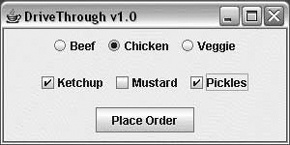 DriveThrough v1.0
Beef Chicken Veggie
Ketchup Mustard Pickles
Place Order